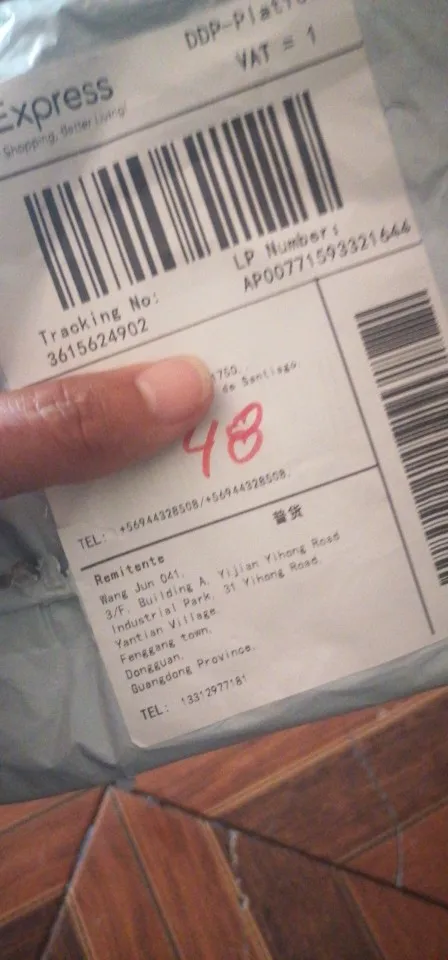 DDP-Platfo
VAT = 1
Express
Shopping, Better Living!
LP Number:
AP00771593321644
Tracking No:
3615624902
1750.
de Santiago.
48
TEL: +56944328508/+56944328508.
普货
Remitente
Wang Jun 041.
3/F. Building A, Yijian Yihong Road
Industrial Park, 31 Yihong Road.
Yantian Village.
Fenggang town.
Dongguan.
Guangdong Province.
TEL: 13312977181